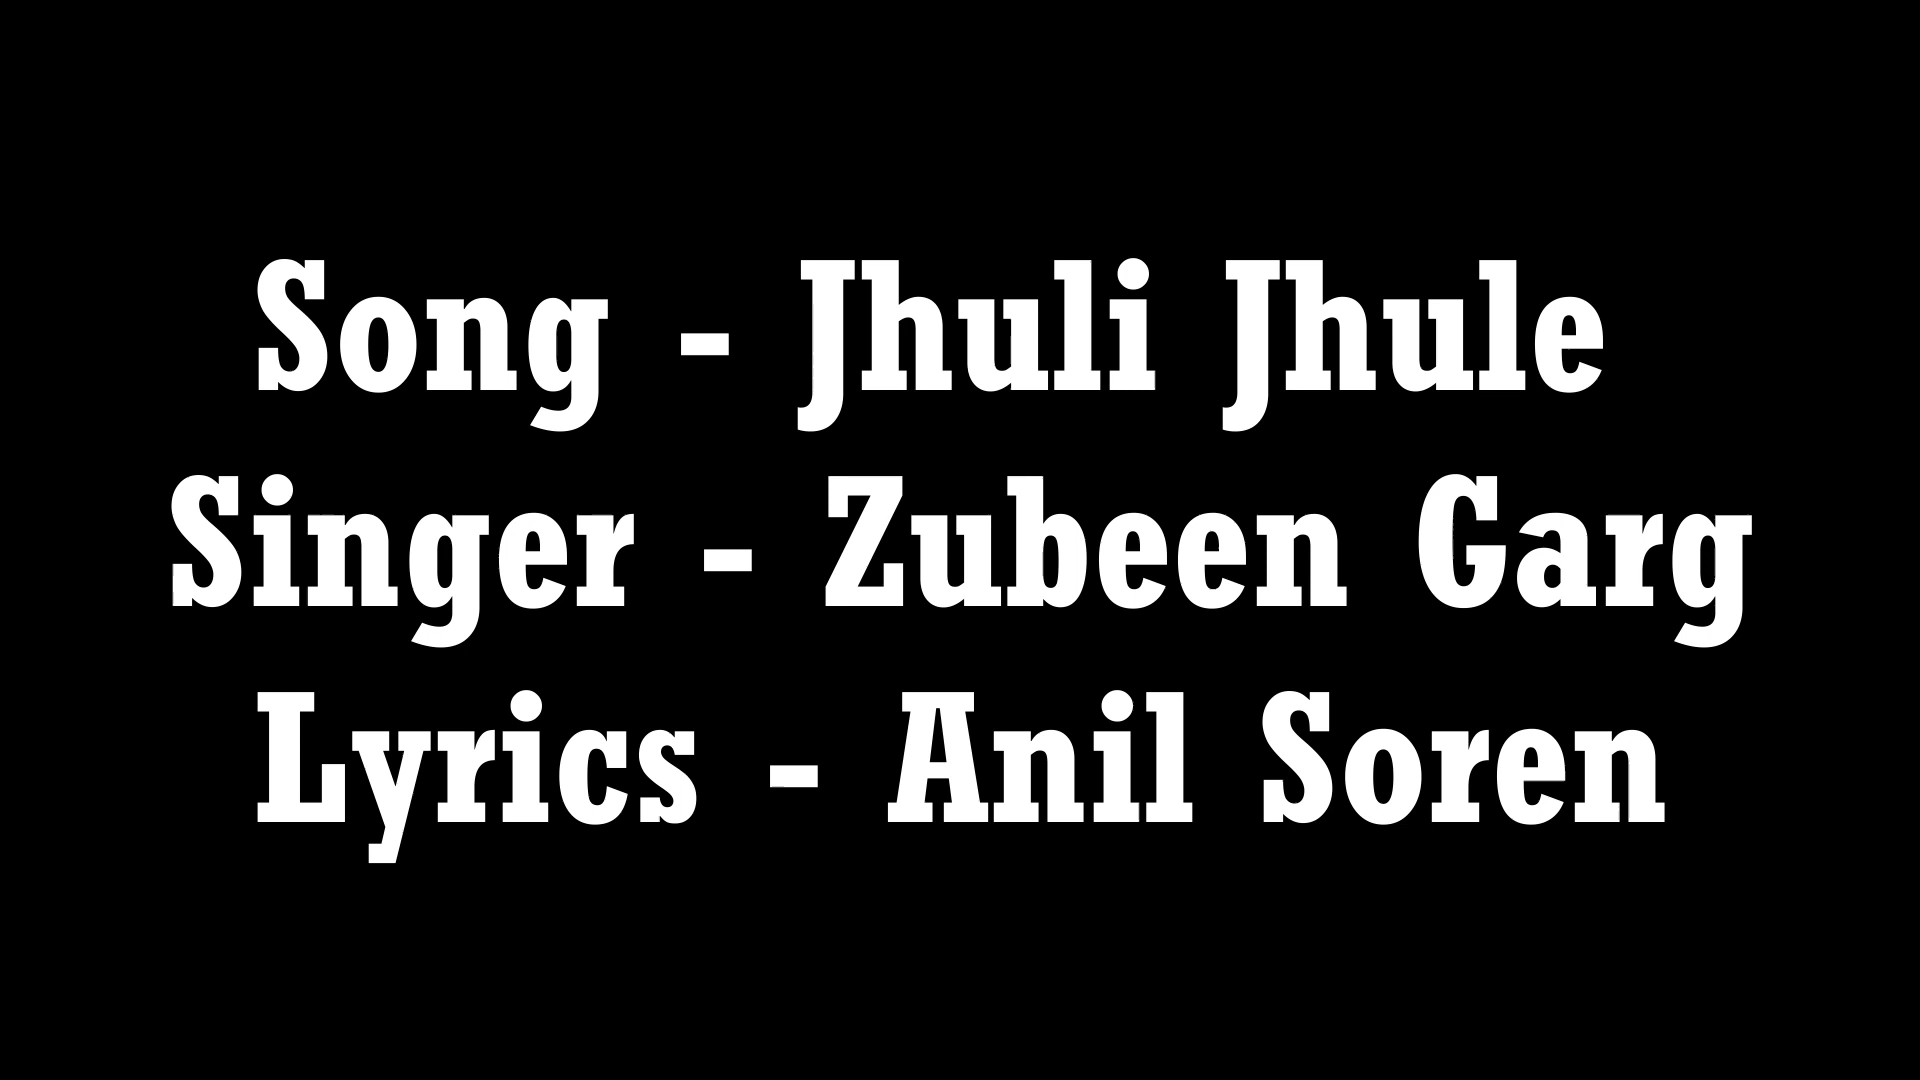 Song - Jhuli Jhule
Singer - Zubeen Garg
Lyrics - Anil Soren